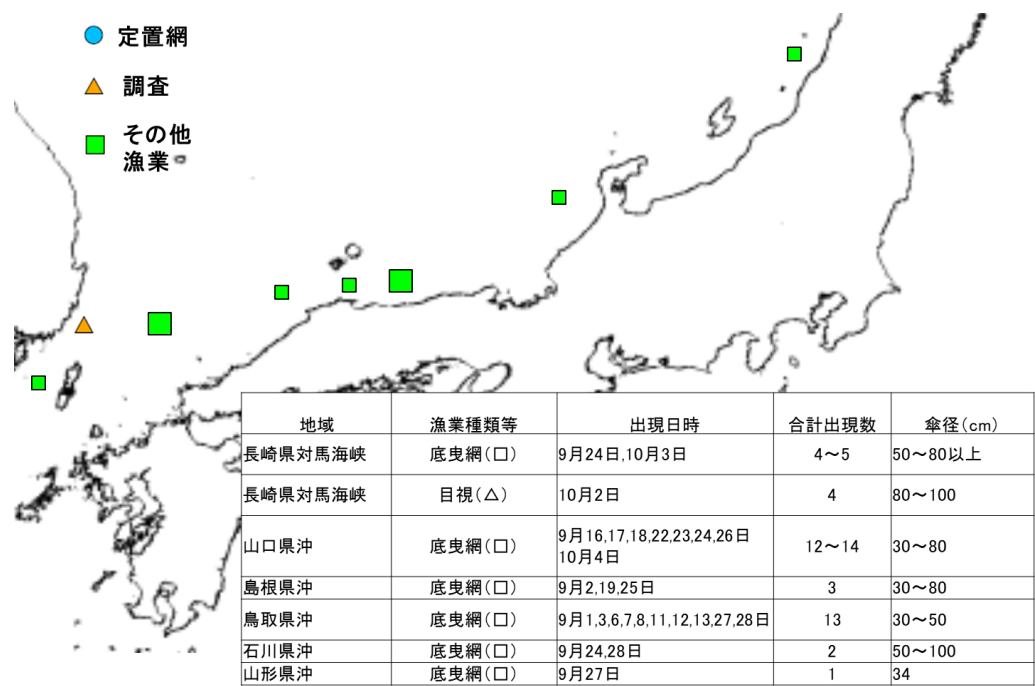 定置網
調査
その他
漁業
地域 漁業種類等 出現日時 合計出現数 傘径(cm)
長崎県対馬海峡 底曳網(□) 9月24日,10月3日 4～5 50～80以上
長崎県対馬海峡 目視(△) 10月2日 4 80～100
山口県沖 底曳網(□) 9月16,17,18,22,23,24,26日
10月4日 12～14 30～80
島根県沖 底曳網(□) 9月2,19,25日 3 30～80
鳥取県沖 底曳網(□) 9月1,3,6,7,8,11,12,13,27,28日 13 30～50
石川県沖 底曳網(□) 9月24,28日 2 50～100
山形県沖 底曳網(□) 9月27日 1 34